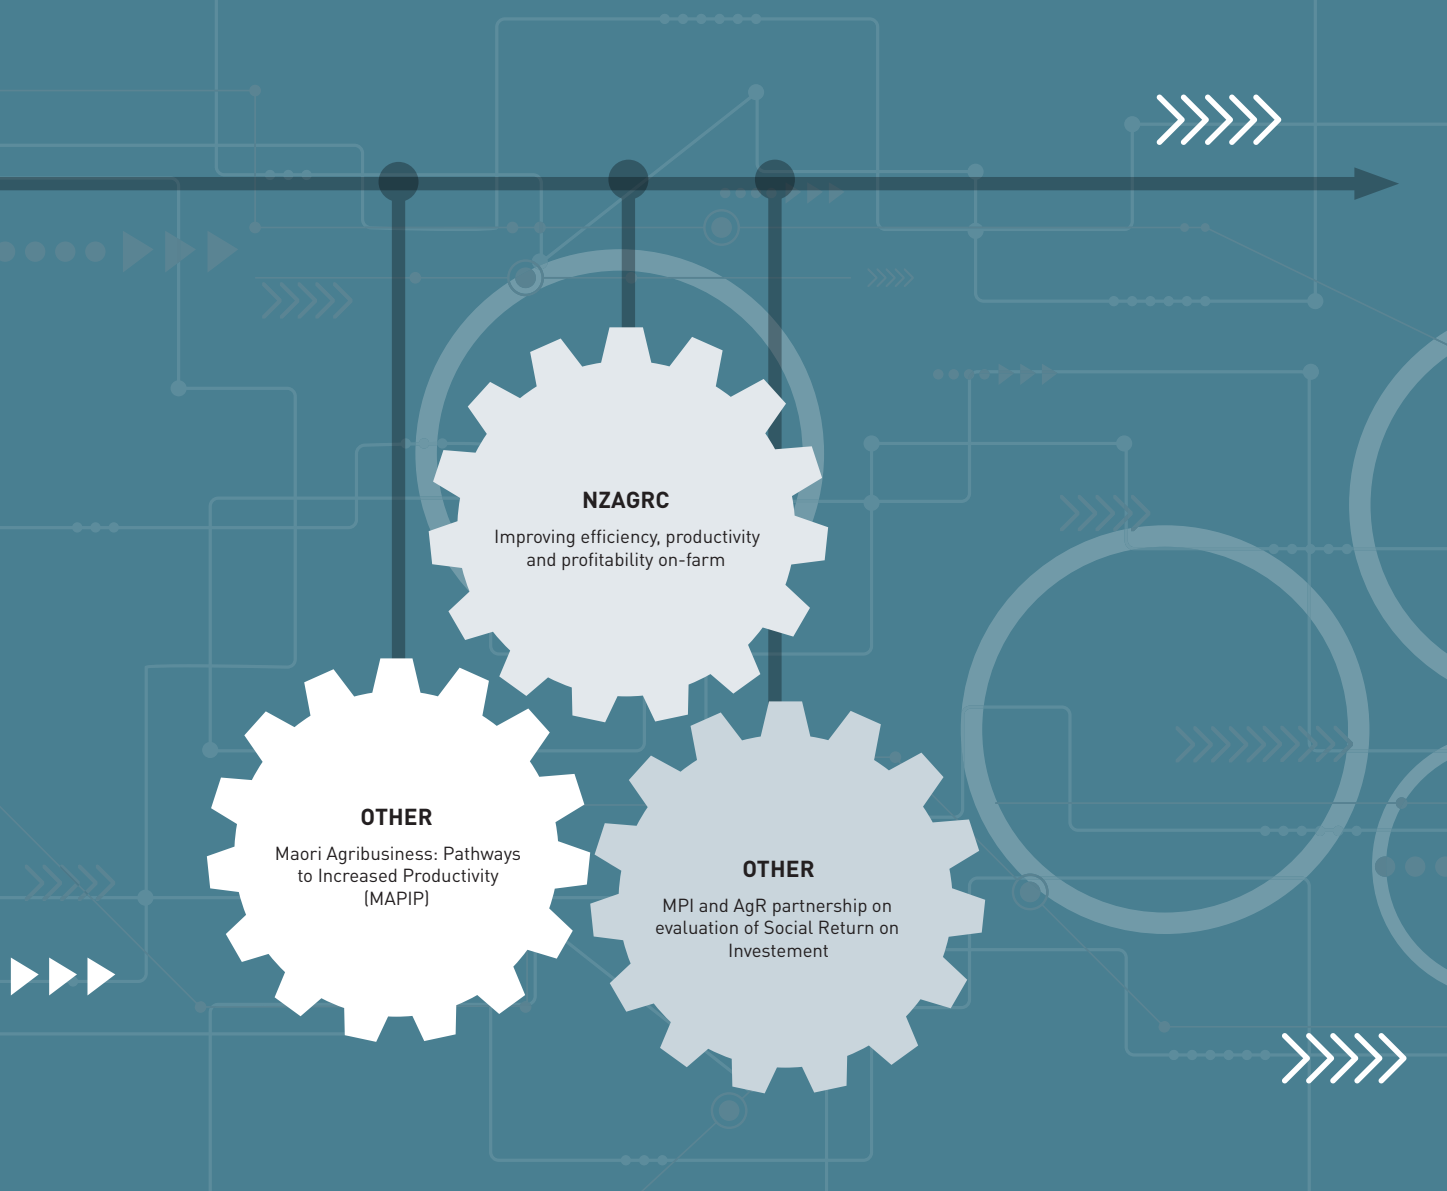 NZAGRC
Improving efficiency, productivity
and profitability on-farm
OTHER
Maori Agribusiness: Pathways
to Increased Productivity
(MAPIP)
OTHER
MPI and AgR partnership on
evaluation of Social Return on
Investement